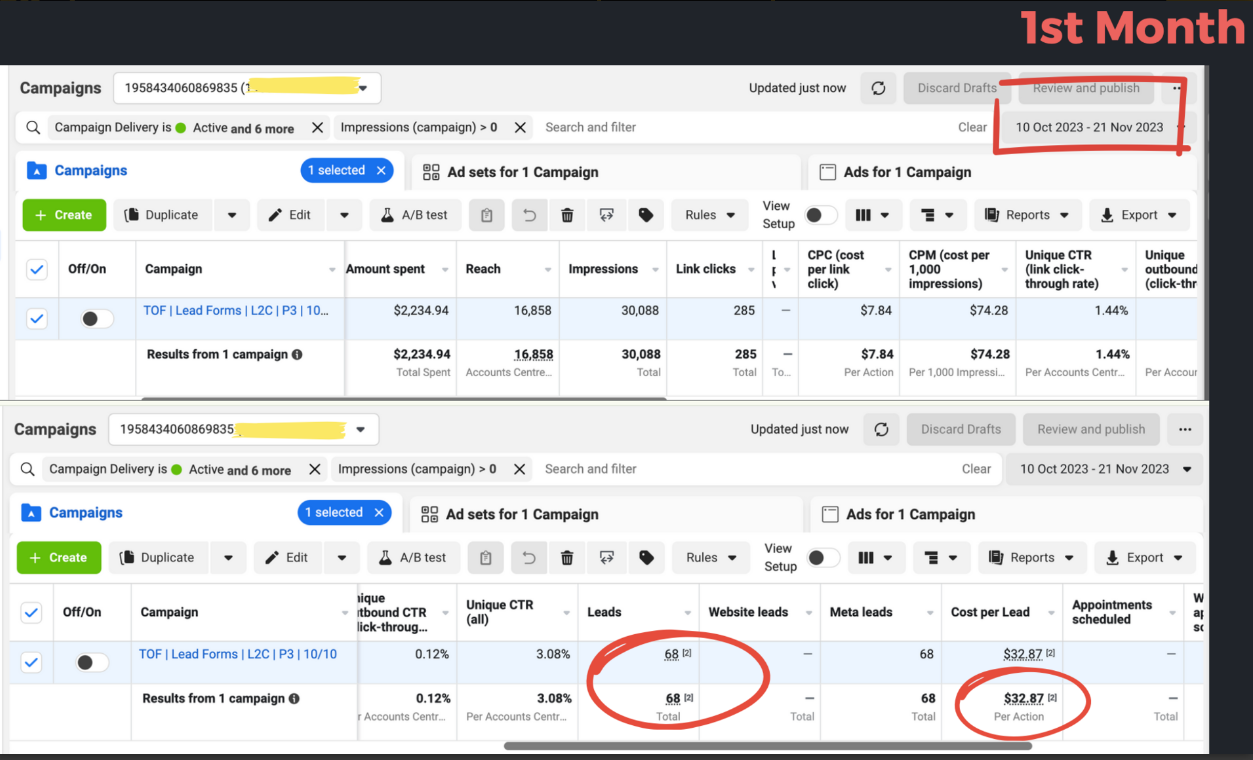 1st Month
Campaigns 1958434060869835 (1 Updated just now Discard Drafts Review and publish ...
Campaign Delivery is Active and 6 more × Impressions (campaign) > 0 × Search and filter Clear 10 Oct 2023 - 21 Nov 2023
Campaigns 1 selected × Ad sets for 1 Campaign Ads for 1 Campaign
+ Create Duplicate Edit A/B test Rules View Setup Reports Export
Off/On Campaign Amount spent Reach Impressions Link clicks CPC (cost per link click) CPM (cost per 1,000 impressions) Unique CTR (link click-through rate) Unique outbound (click-thr
TOF | Lead Forms | L2C | P3 | 10... $2,234.94 16,858 30,088 285 — $7.84 $74.28 1.44%
Results from 1 campaign $2,234.94 16,858 30,088 285 — $7.84 $74.28 1.44%
Total Spent Accounts Centre... Total Total To... Per Action Per 1,000 Impressi... Per Accounts Centr... Per Accour
Campaigns 1958434060869835 Updated just now Discard Drafts Review and publish ...
Campaign Delivery is Active and 6 more × Impressions (campaign) > 0 × Search and filter Clear 10 Oct 2023 - 21 Nov 2023
Campaigns 1 selected × Ad sets for 1 Campaign Ads for 1 Campaign
+ Create Duplicate Edit A/B test Rules View Setup Reports Export
Off/On Campaign nique tbound CTR lick-throug... Unique CTR (all) Leads Website leads Meta leads Cost per Lead Appointments scheduled
TOF | Lead Forms | L2C | P3 | 10/10 0.12% 3.08% 68 [2] — 68 $32.87 [2] —
Results from 1 campaign 0.12% 3.08% 68 [2] — 68 $32.87 [2] —
r Accounts Centr... Per Accounts Centr... Total Total Total Per Action Total